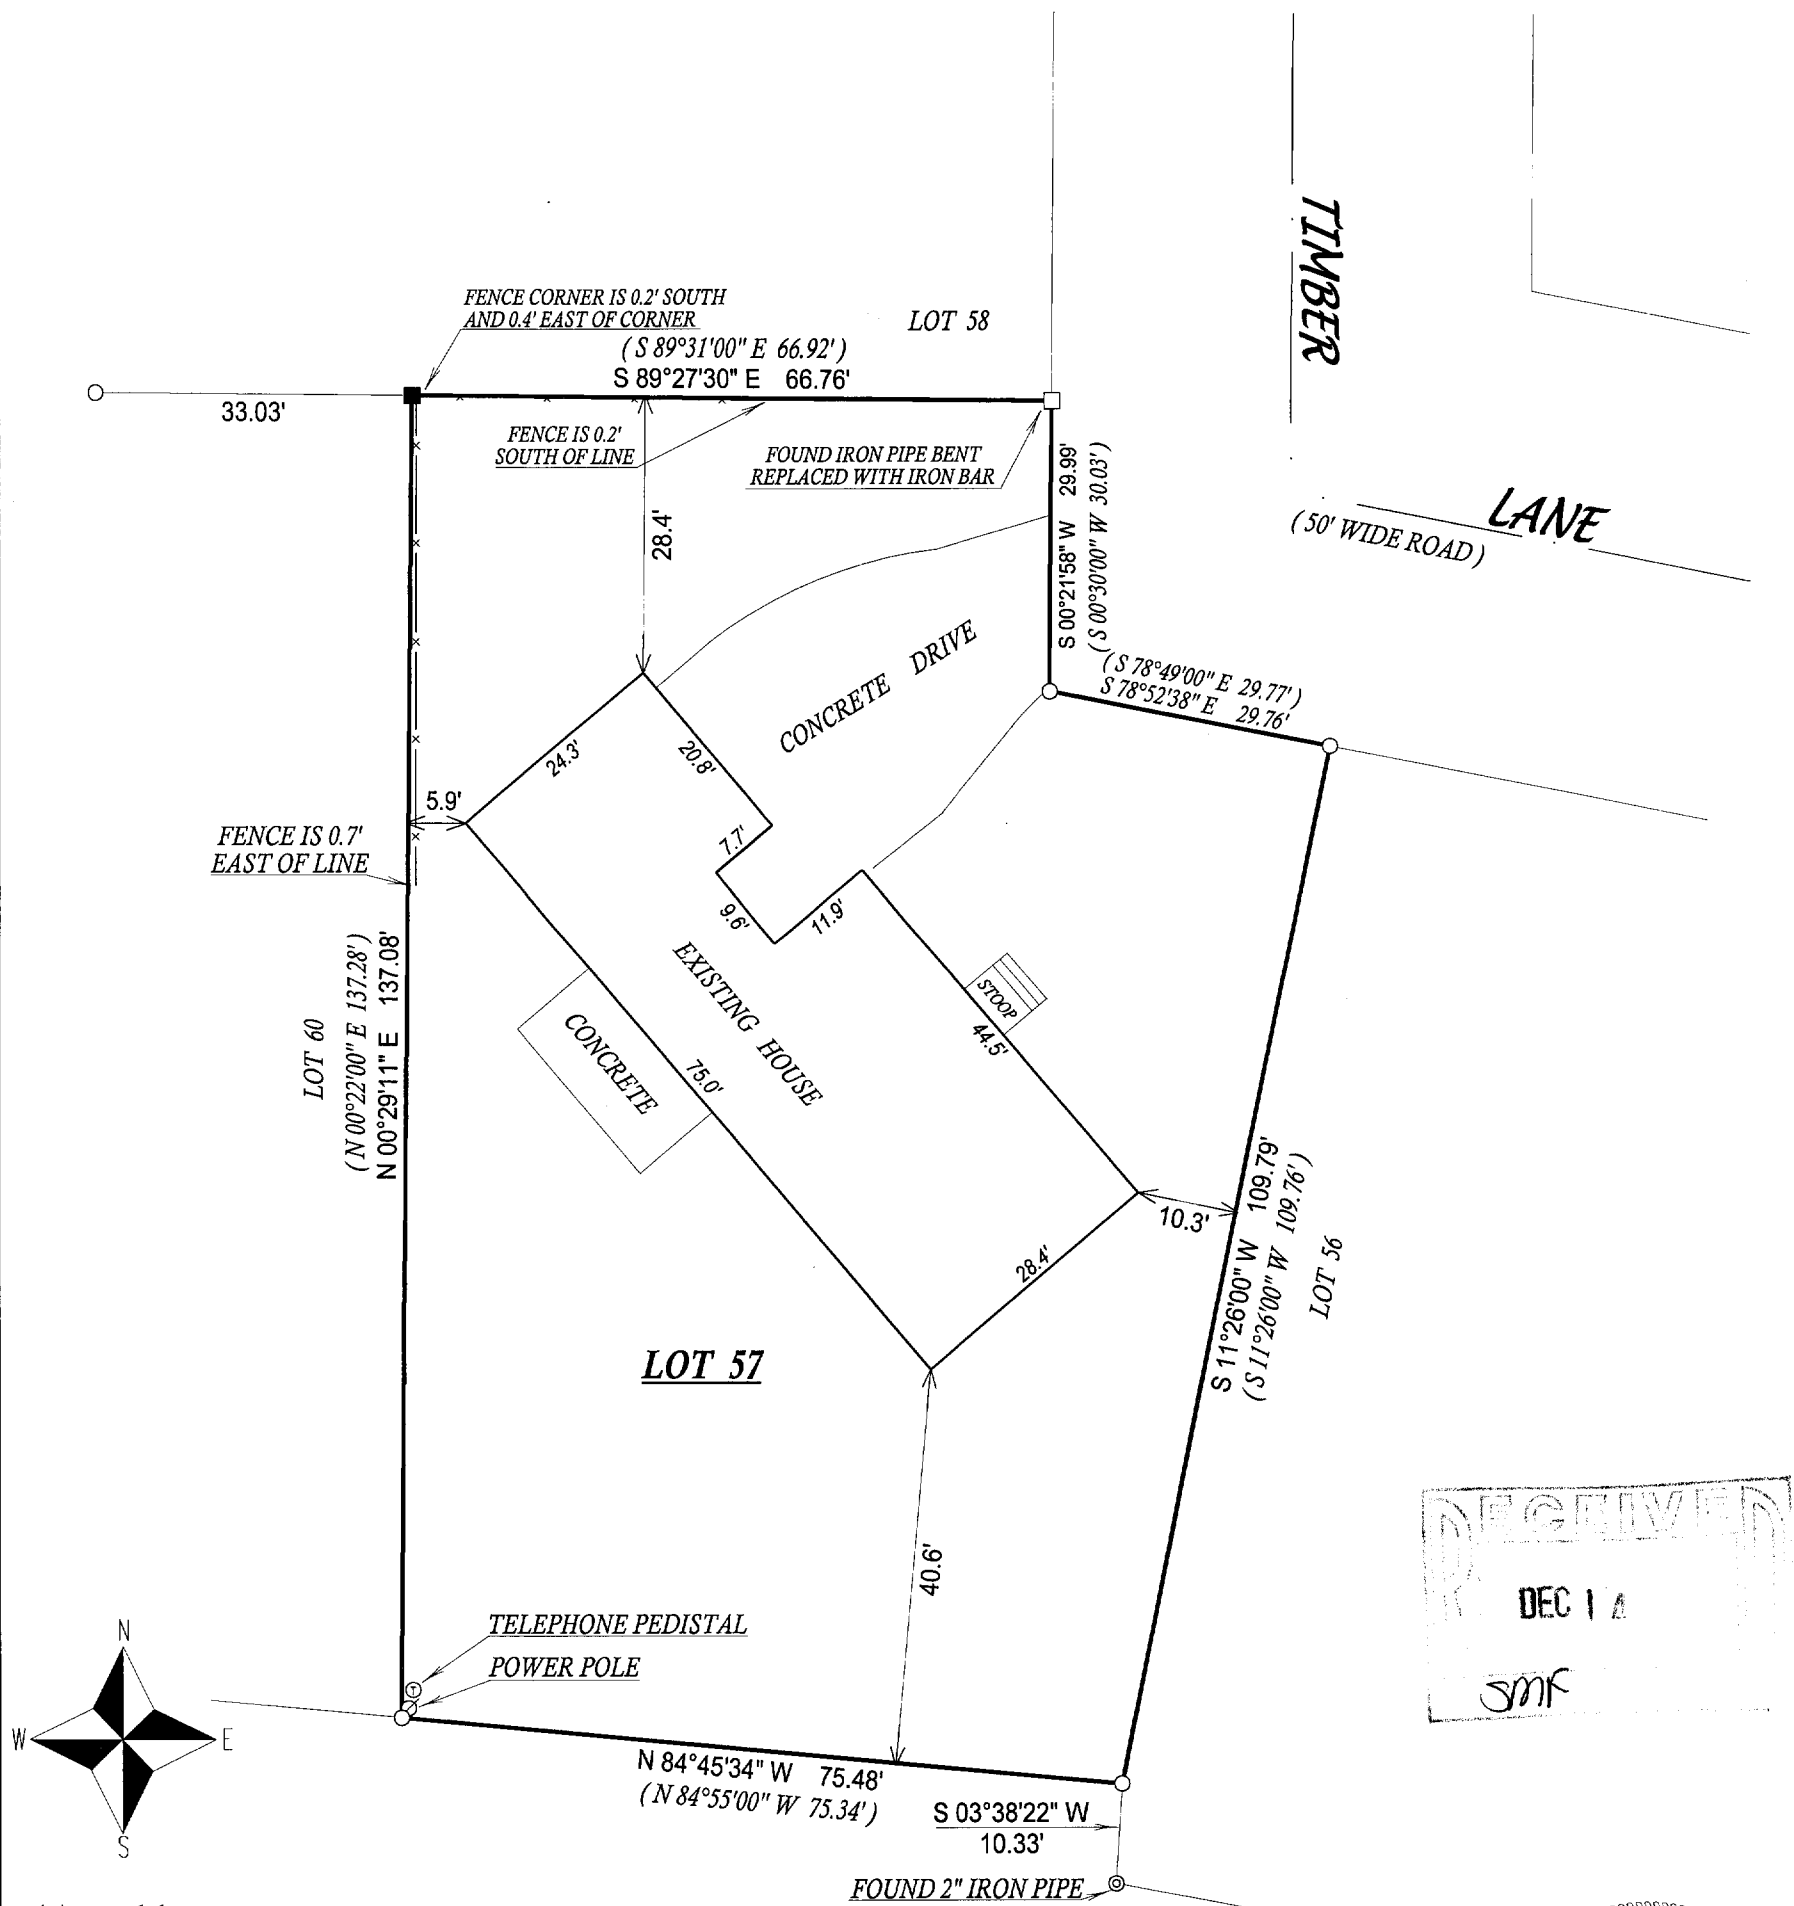 TIMBER
FENCE CORNER IS 0.2' SOUTH
AND 0.4' EAST OF CORNER
LOT 58
( S 89°31'00" E 66.92' )
S 89°27'30" E 66.76'
33.03'
FENCE IS 0.2'
SOUTH OF LINE
FOUND IRON PIPE BENT
REPLACED WITH IRON BAR
28.4'
S 00°21'58" W 29.99'
( S 00°30'00" W 30.03' )
LANE
( 50' WIDE ROAD )
CONCRETE DRIVE
( S 78°49'00" E 29.77' )
S 78°52'38" E 29.76'
24.3'
20.8'
5.9'
FENCE IS 0.7'
EAST OF LINE
7.7'
9.6'
11.9'
EXISTING HOUSE
STOOP
44.5'
CONCRETE
75.0'
LOT 60
( N 00°22'00" E 137.28' )
N 00°29'11" E 137.08'
10.3'
28.4'
S 11°26'00" W 109.79'
( S 11°26'00" W 109.76' )
LOT 56
LOT 57
40.6'
RECEIVED
DEC 14
SMF
TELEPHONE PEDISTAL
POWER POLE
N
W
E
S
N 84°45'34" W 75.48'
( N 84°55'00" W 75.34' )
S 03°38'22" W
10.33'
FOUND 2" IRON PIPE